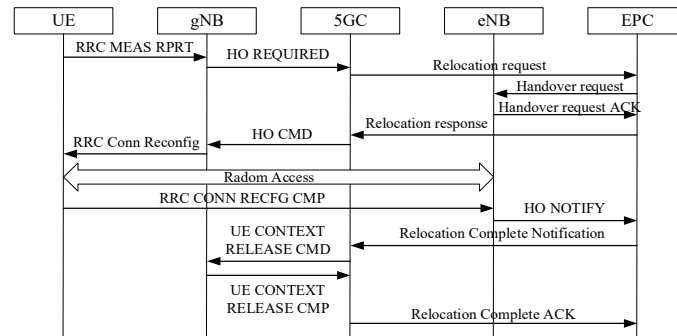 UE gNB 5GC eNB EPC
RRC MEAS RPRT
HO REQUIRED
Relocation request
Handover request
Handover request ACK
Relocation response
HO CMD
RRC Conn Reconfig
Radom Access
RRC CONN RECFG CMP
HO NOTIFY
Relocation Complete Notification
UE CONTEXT
RELEASE CMD
UE CONTEXT
RELEASE CMP
Relocation Complete ACK